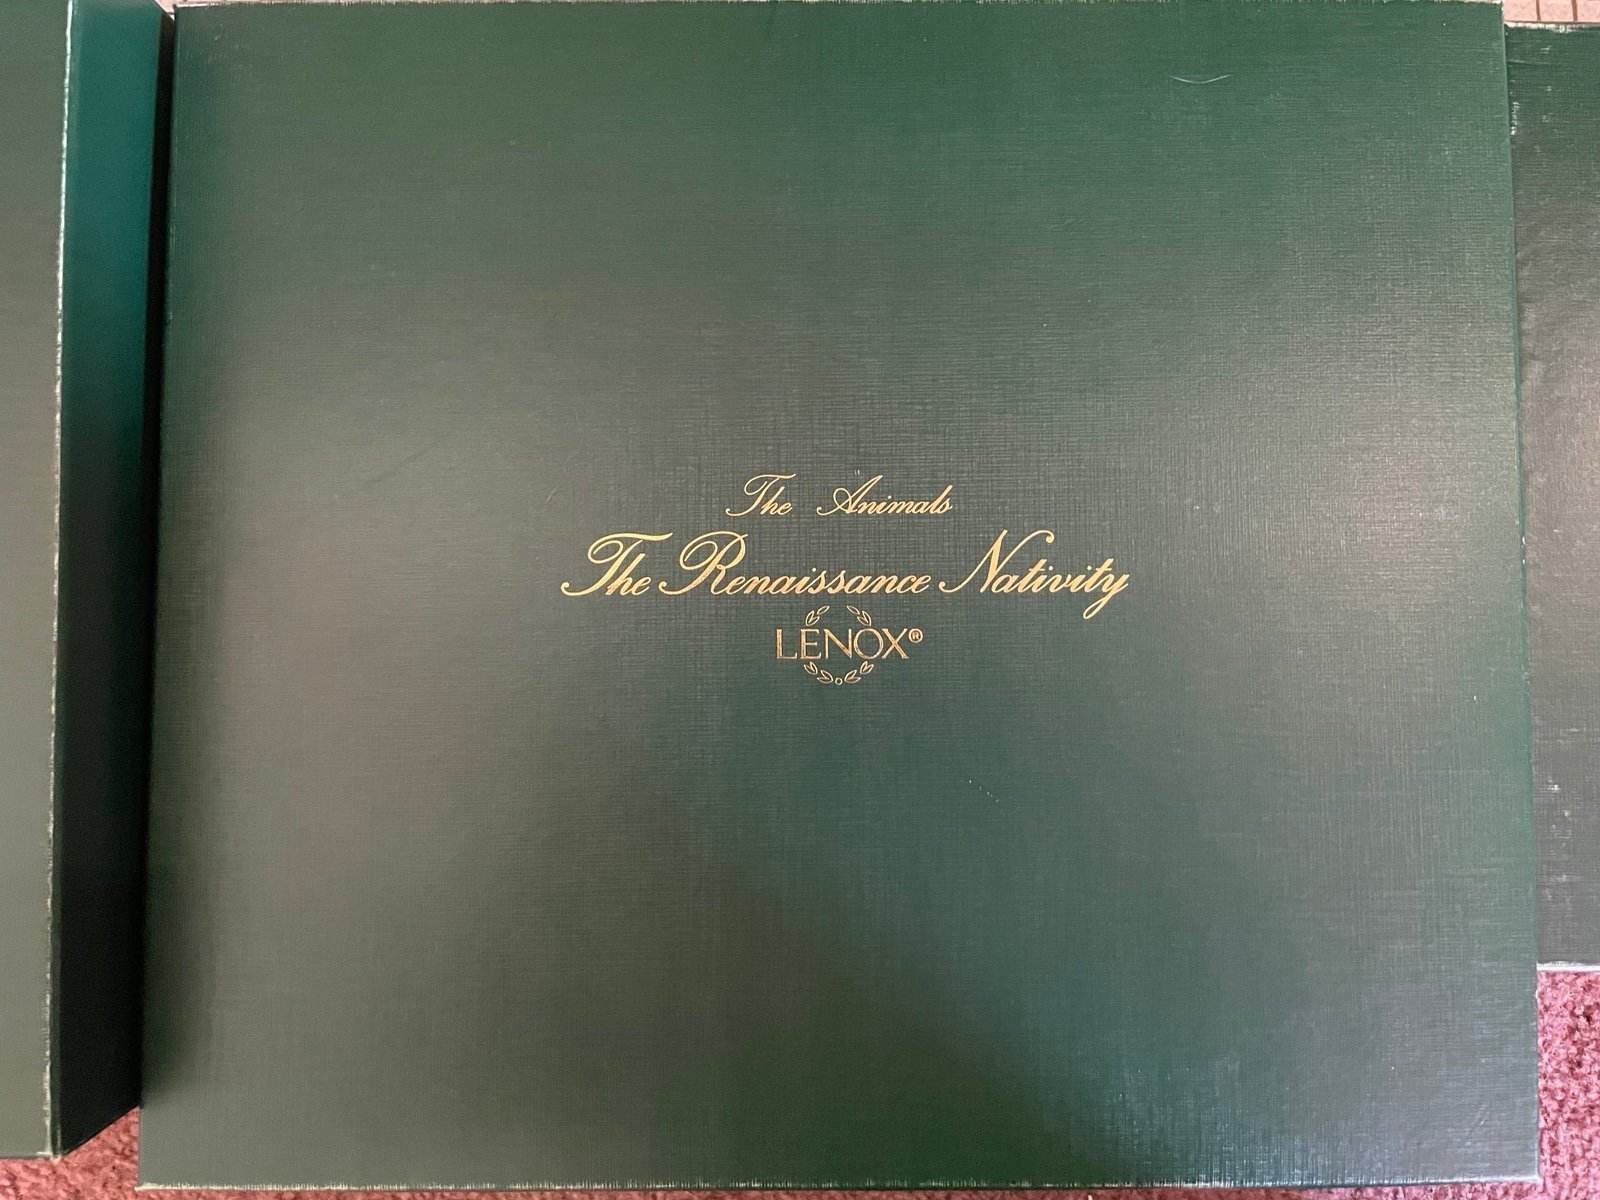 The Animals
The Renaissance Nativity
LENOX®